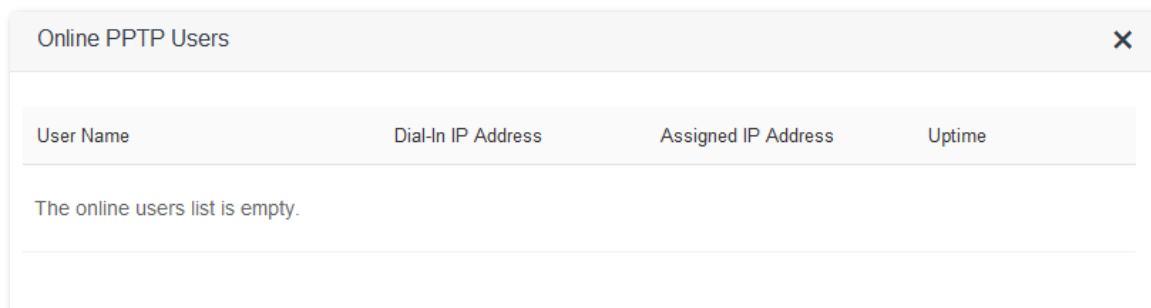 Online PPTP Users
User Name Dial-In IP Address Assigned IP Address Uptime
The online users list is empty.